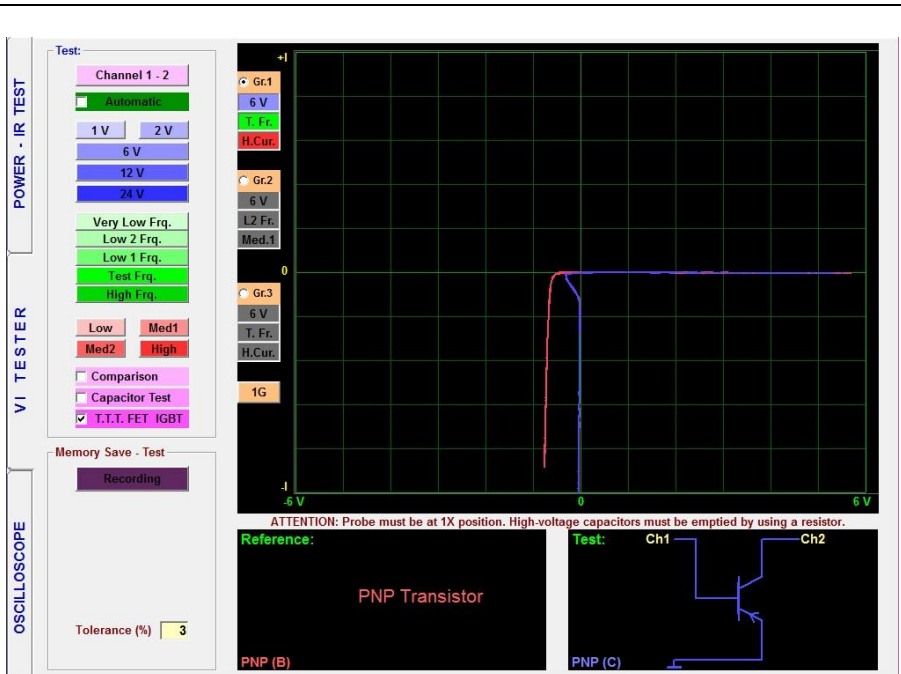 POWER - IR TEST
VI TESTER
OSCILLOSCOPE
Test:
Channel 1 - 2
Automatic
1 V
2 V
6 V
12 V
24 V
Very Low Frq.
Low 2 Frq.
Low 1 Frq.
Test Frq.
High Frq.
Low
Med1
Med2
High
Comparison
Capacitor Test
T.T.T. FET IGBT
Memory Save - Test
Recording
Tolerance (%) 3
Gr.1
6 V
T. Fr.
H.Cur.
Gr.2
6 V
L2 Fr.
Med.1
Gr.3
6 V
T. Fr.
H.Cur.
1G
+I
0
-I
-6 V
0
6 V
ATTENTION: Probe must be at 1X position. High-voltage capacitors must be emptied by using a resistor.
Reference:
PNP Transistor
PNP (B)
Test:
Ch1
Ch2
PNP (C)